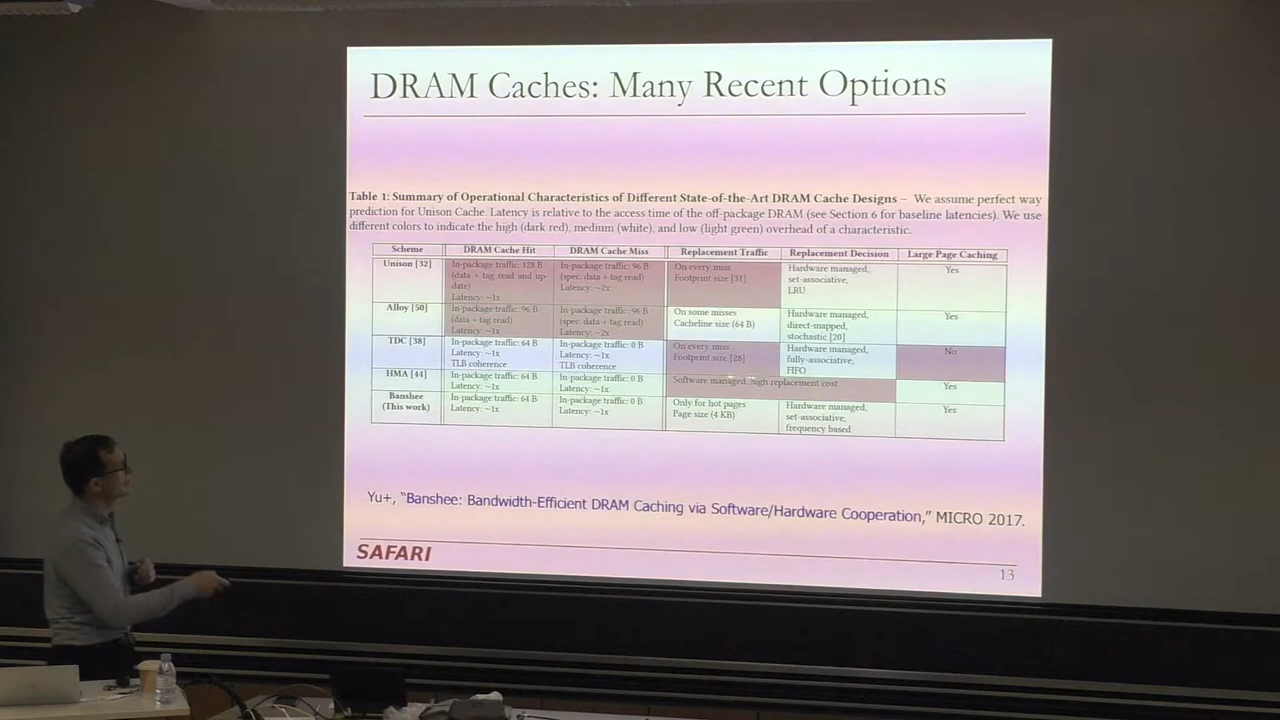 DRAM Caches: Many Recent Options
Table 1: Summary of Operational Characteristics of Different State-of-the-Art DRAM Cache Designs – We assume perfect way
prediction for Unison Cache. Latency is relative to the access time of the off-package DRAM (see Section 6 for baseline latencies). We use
different colors to indicate the high (dark red), medium (white), and low (light green) overhead of a characteristic.
Scheme DRAM Cache Hit DRAM Cache Miss Replacement Traffic Replacement Decision Large Page Caching
Unison [32]
In-package traffic: 128 B
(data + tag read and up-
date)
Latency: ~1x
In-package traffic: 96 B
(spec. data + tag read)
Latency: ~2x
On every miss
Footprint size [31]
Hardware managed,
set-associative,
LRU
Yes
Alloy [50]
In-package traffic: 96 B
(data + tag read)
Latency: ~1x
In-package traffic: 96 B
(spec. data + tag read)
Latency: ~2x
On some misses
Cacheline size (64 B)
Hardware managed,
direct-mapped,
stochastic [20]
Yes
TDC [38]
In-package traffic: 64 B
Latency: ~1x
TLB coherence
In-package traffic: 0 B
Latency: ~1x
TLB coherence
On every miss
Footprint size [28]
Hardware managed,
fully-associative,
FIFO
No
HMA [44]
In-package traffic: 64 B
Latency: ~1x
In-package traffic: 0 B
Latency: ~1x
Software managed, high replacement cost
Yes
Banshee
(This work)
In-package traffic: 64 B
Latency: ~1x
In-package traffic: 0 B
Latency: ~1x
Only for hot pages
Page size (4 KB)
Hardware managed,
set-associative,
frequency based
Yes
Yu+, “Banshee: Bandwidth-Efficient DRAM Caching via Software/Hardware Cooperation,” MICRO 2017.
SAFARI
13